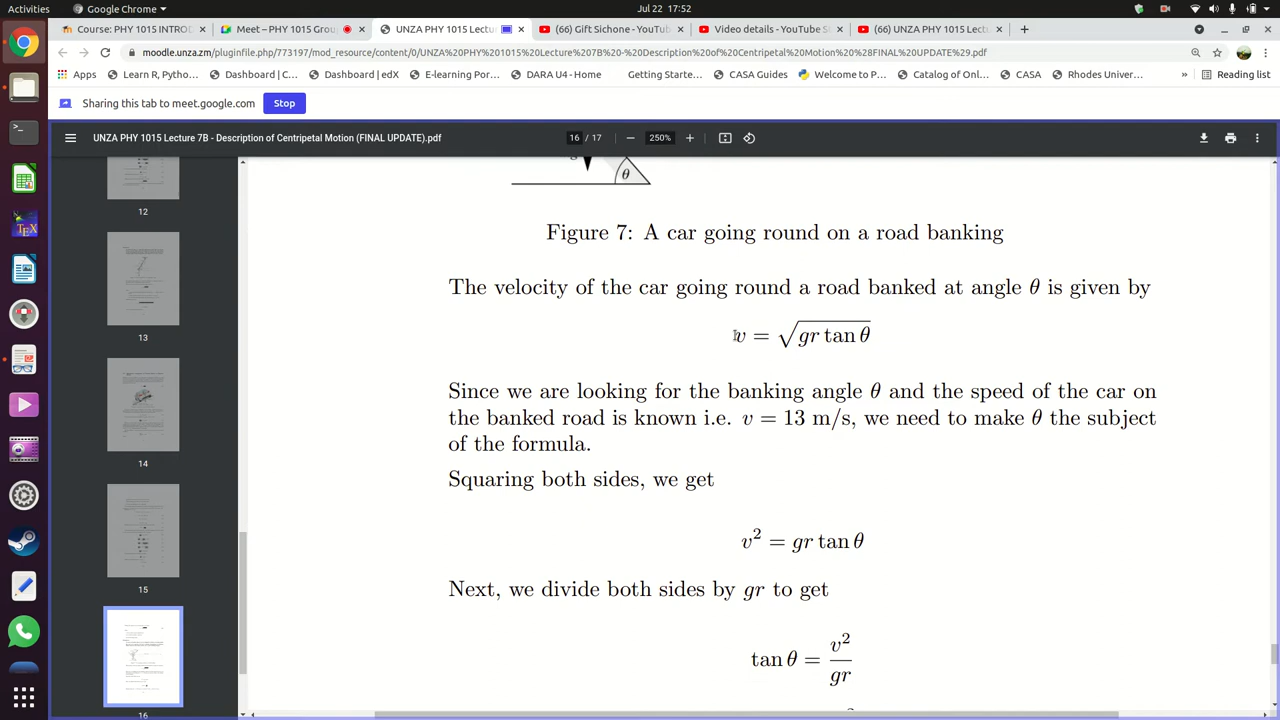 Activities
Google Chrome
Jul 22 17:52
Course: PHY 1015 INTROD
Meet – PHY 1015 Group
UNZA PHY 1015 Lectu
(66) Gift Sichone - YouTu
Video details - YouTube S
(66) UNZA PHY 1015 Lectu
moodle.unza.zm/pluginfile.php/773197/mod_resource/content/0/UNZA%20PHY%201015%20Lecture%207B%20-%20Description%20of%20Centripetal%20Motion%20%28FINAL%20UPDATE%29.pdf
Apps
Learn R, Pytho...
Dashboard | C...
Dashboard | edX
E-learning Por...
DARA U4 - Home
Getting Starte...
CASA Guides
Welcome to P...
Catalog of Onl...
CASA
Rhodes Univer...
»
Reading list
Sharing this tab to meet.google.com
Stop
UNZA PHY 1015 Lecture 7B - Description of Centripetal Motion (FINAL UPDATE).pdf
16 / 17
250%
12
13
14
15
16
θ
Figure 7: A car going round on a road banking
The velocity of the car going round a road banked at angle θ is given by
v = √gr tan θ
Since we are looking for the banking angle θ and the speed of the car on
the banked road is known i.e. v = 13 m/s, we need to make θ the subject
of the formula.
Squaring both sides, we get
v² = gr tan θ
Next, we divide both sides by gr to get
tan θ = v²/gr